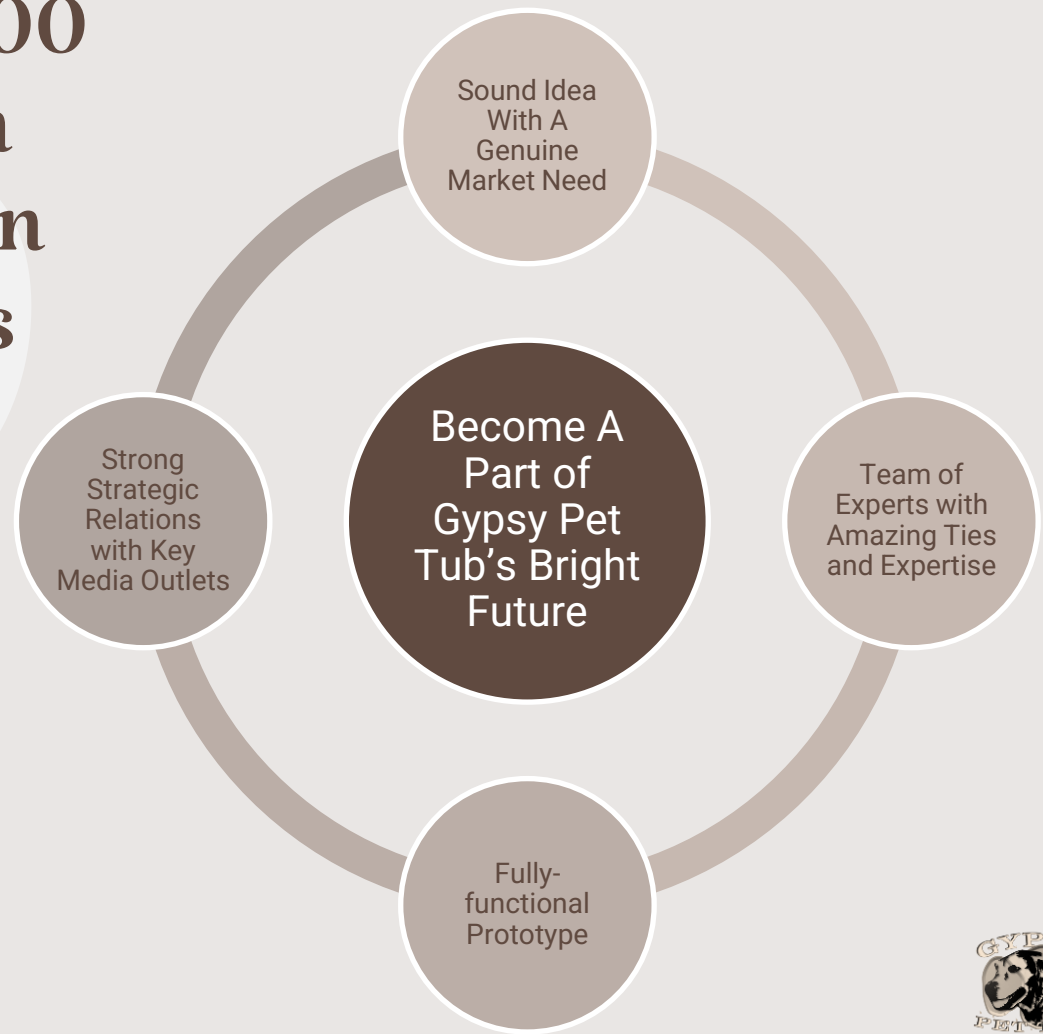 00
n
s
Sound Idea
With A
Genuine
Market Need
Team of
Experts with
Amazing Ties
and Expertise
Fully-
functional
Prototype
Strong
Strategic
Relations
with Key
Media Outlets
Become A
Part of
Gypsy Pet
Tub’s Bright
Future